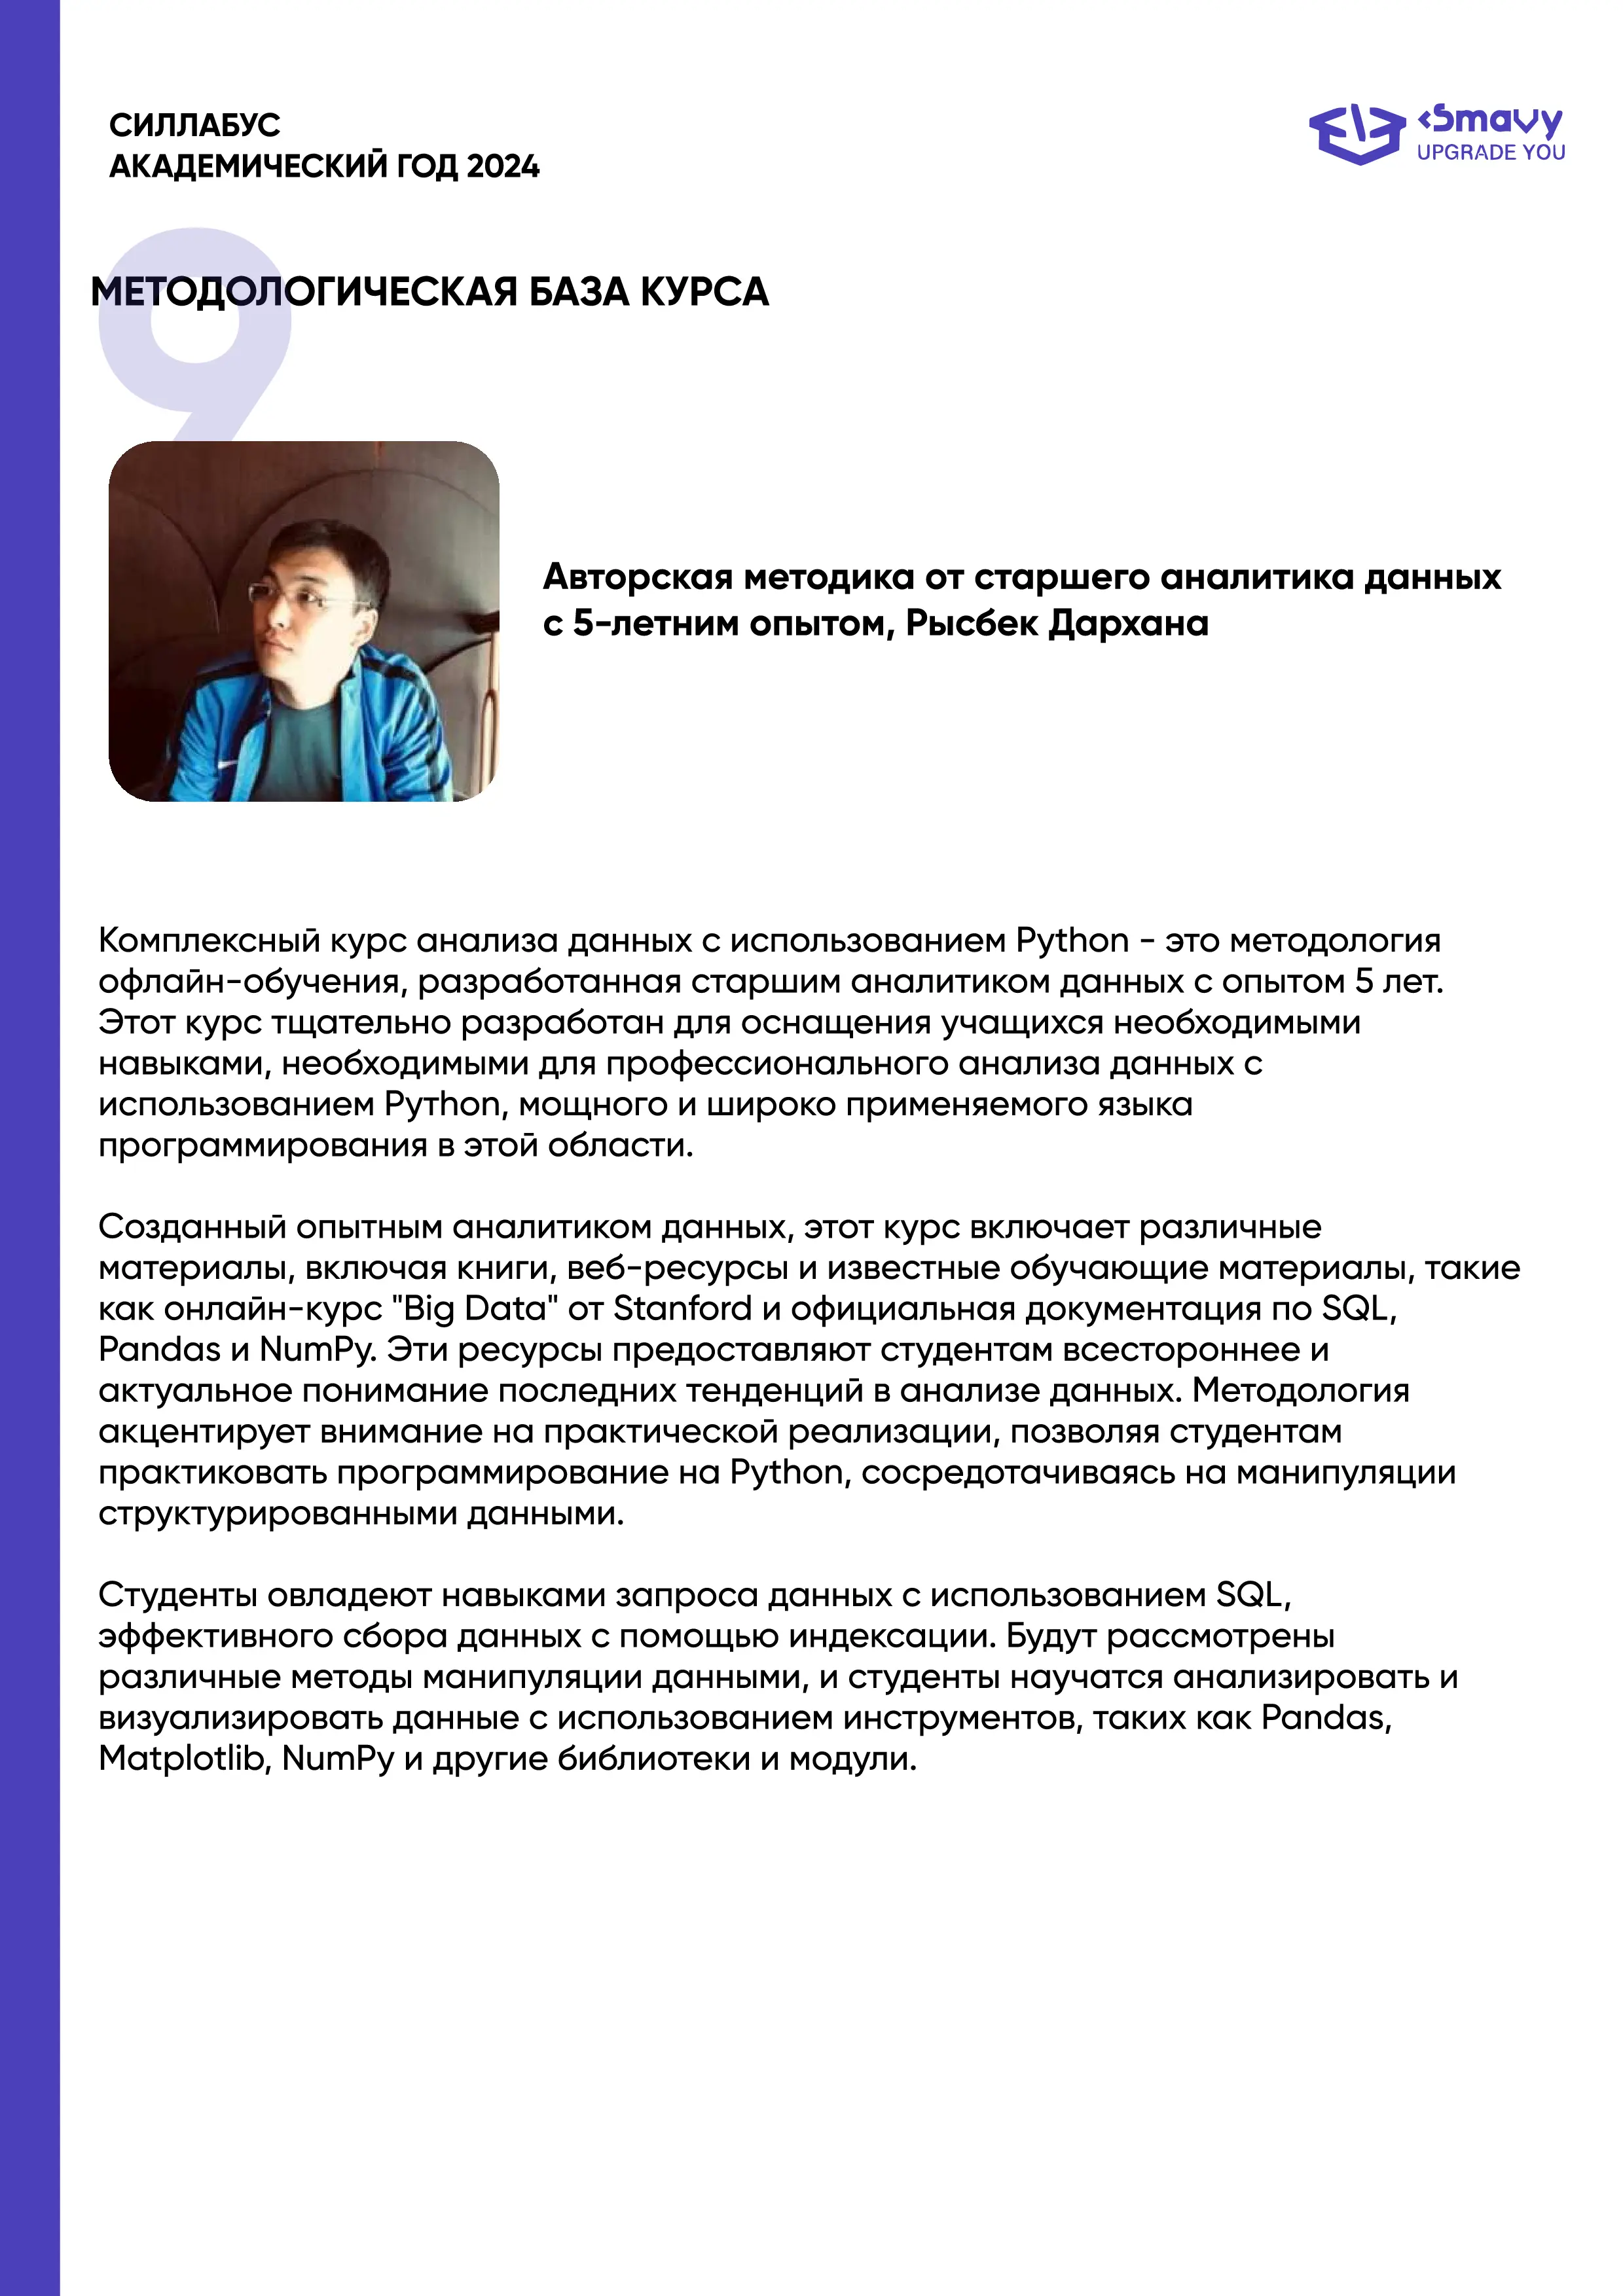 СИЛЛАБУС
АКАДЕМИЧЕСКИЙ ГОД 2024
<Smavy
UPGRADE YOU
9
МЕТОДОЛОГИЧЕСКАЯ БАЗА КУРСА
Авторская методика от старшего аналитика данных
с 5-летним опытом, Рысбек Дархана
Комплексный курс анализа данных с использованием Python - это методология
офлайн-обучения, разработанная старшим аналитиком данных с опытом 5 лет.
Этот курс тщательно разработан для оснащения учащихся необходимыми
навыками, необходимыми для профессионального анализа данных с
использованием Python, мощного и широко применяемого языка
программирования в этой области.
Созданный опытным аналитиком данных, этот курс включает различные
материалы, включая книги, веб-ресурсы и известные обучающие материалы, такие
как онлайн-курс "Big Data" от Stanford и официальная документация по SQL,
Pandas и NumPy. Эти ресурсы предоставляют студентам всестороннее и
актуальное понимание последних тенденций в анализе данных. Методология
акцентирует внимание на практической реализации, позволяя студентам
практиковать программирование на Python, сосредотачиваясь на манипуляции
структурированными данными.
Студенты овладеют навыками запроса данных с использованием SQL,
эффективного сбора данных с помощью индексации. Будут рассмотрены
различные методы манипуляции данными, и студенты научатся анализировать и
визуализировать данные с использованием инструментов, таких как Pandas,
Matplotlib, NumPy и другие библиотеки и модули.